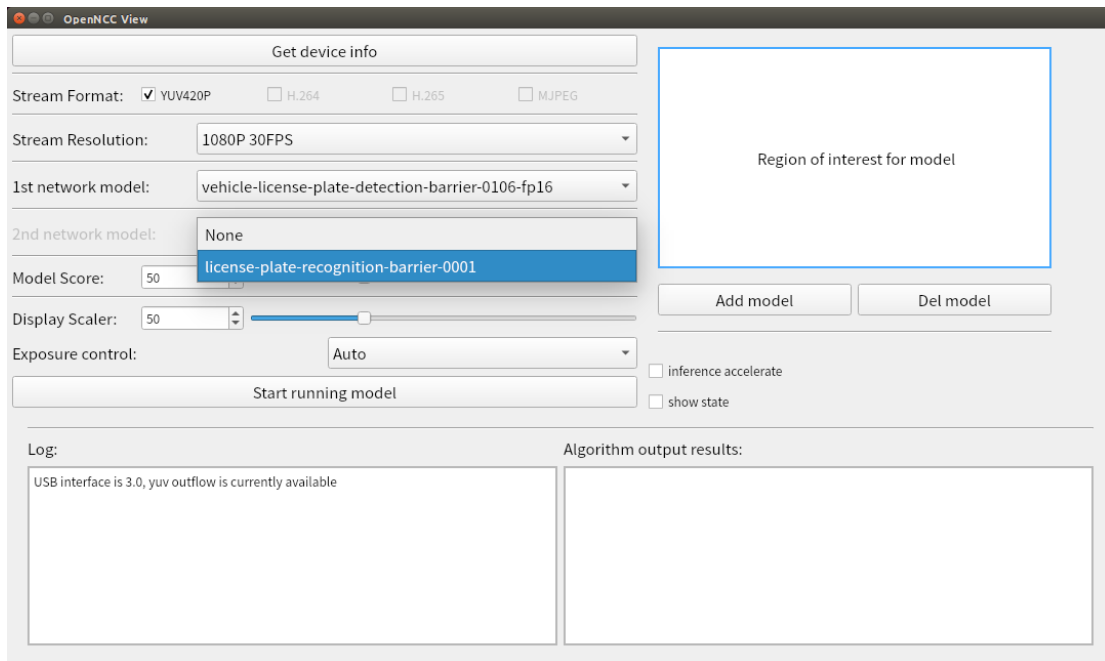 OpenNCC View
Get device info
Stream Format: YUV420P H.264 H.265 MJPEG
Stream Resolution: 1080P 30FPS
1st network model: vehicle-license-plate-detection-barrier-0106-fp16
2nd network model:
None
license-plate-recognition-barrier-0001
Model Score: 50
Display Scaler: 50
Exposure control: Auto
Start running model
Region of interest for model
Add model Del model
inference accelerate
show state
Log:
USB interface is 3.0, yuv outflow is currently available
Algorithm output results: